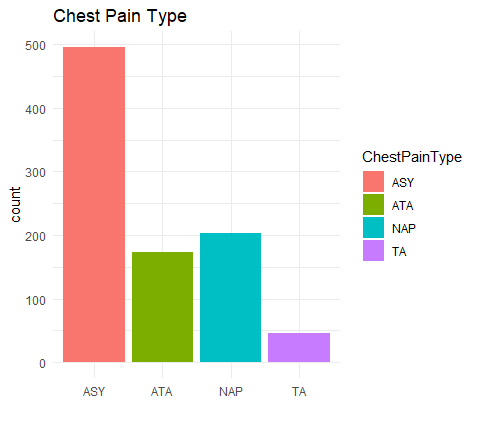 Chest Pain Type
500
400
300
200
100
0
count
ASY
ATA
NAP
TA
ChestPainType
ASY
ATA
NAP
TA